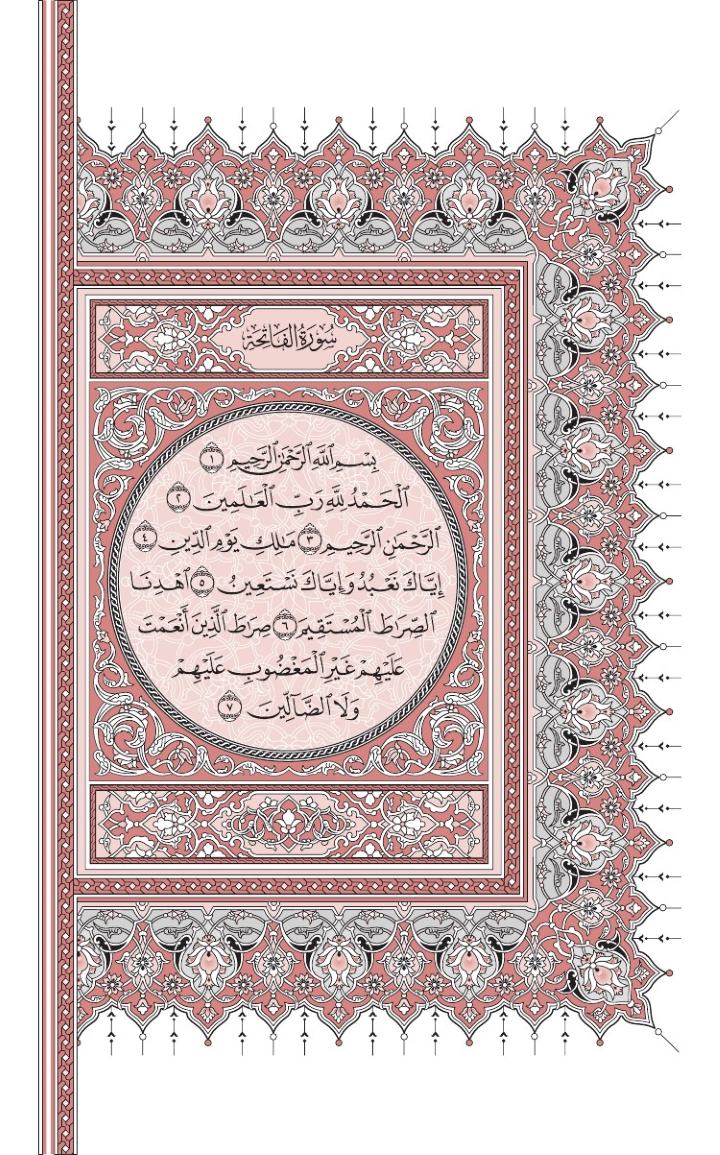 سُورَةُ الفَاتِحَةِ
بِسْمِ ٱللَّهِ ٱلرَّحْمَٰنِ ٱلرَّحِيمِ ١
ٱلْحَمْدُ لِلَّهِ رَبِّ ٱلْعَٰلَمِينَ ٢
ٱلرَّحْمَٰنِ ٱلرَّحِيمِ ٣ مَٰلِكِ يَوْمِ ٱلدِّينِ ٤
إِيَّاكَ نَعْبُدُ وَإِيَّاكَ نَسْتَعِينُ ٥ ٱهْدِنَا
ٱلصِّرَٰطَ ٱلْمُسْتَقِيمَ ٦ صِرَٰطَ ٱلَّذِينَ أَنْعَمْتَ
عَلَيْهِمْ غَيْرِ ٱلْمَغْضُوبِ عَلَيْهِمْ
وَلَا ٱلضَّآلِّينَ ٧